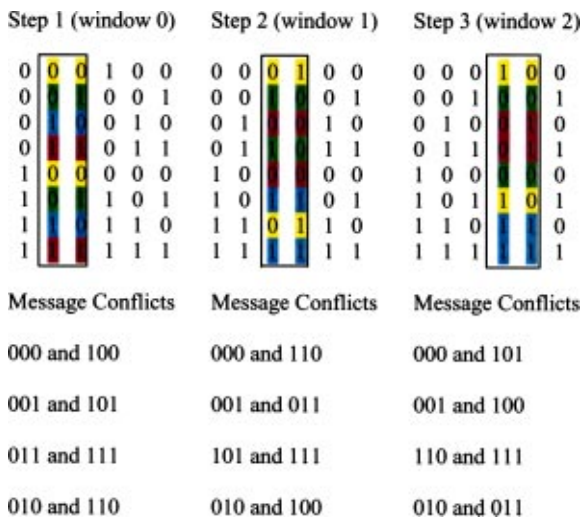 Step 1 (window 0) Step 2 (window 1) Step 3 (window 2)
0 0 0 1 0 0 0 0 0 1 0 0 0 0 0 1 0 0
0 0 1 0 0 1 0 0 1 0 0 1 0 0 1 0 0 1
0 1 0 0 1 0 0 1 0 0 1 0 0 1 0 0 1 0
0 1 1 0 1 1 0 1 1 0 1 1 0 1 1 0 1 1
1 0 0 0 0 0 1 0 0 0 0 0 1 0 0 0 0 0
1 0 1 1 0 1 1 0 1 1 0 1 1 0 1 1 0 1
1 1 0 1 1 0 1 1 0 1 1 0 1 1 0 1 1 0
1 1 1 1 1 1 1 1 1 1 1 1 1 1 1 1 1 1
Message Conflicts Message Conflicts Message Conflicts
000 and 100 000 and 110 000 and 101
001 and 101 001 and 011 001 and 100
011 and 111 101 and 111 110 and 111
010 and 110 010 and 100 010 and 011